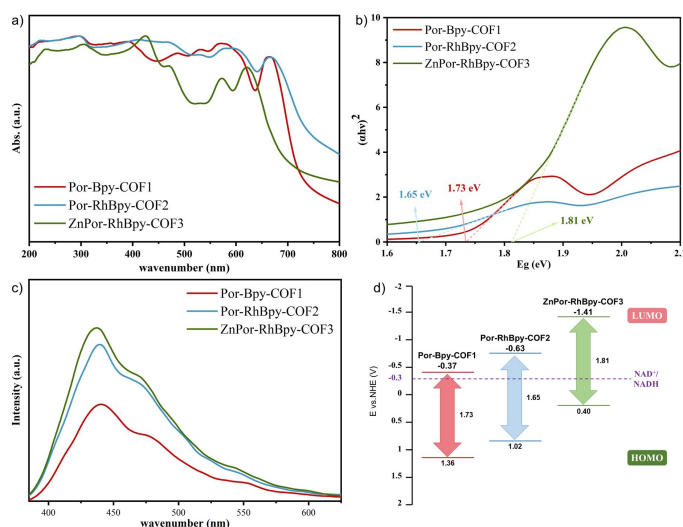 a)
Por-Bpy-COF1
Por-RhBpy-COF2
ZnPor-RhBpy-COF3
Abs. (a.u.)
200 300 400 500 600 700 800
wavenumber (nm)
b)
Por-Bpy-COF1
Por-RhBpy-COF2
ZnPor-RhBpy-COF3
(αhν)²
10
8
6
4
2
0
1.65 eV
1.73 eV
1.81 eV
1.6 1.7 1.8 1.9 2.0 2.1
Eg (eV)
c)
Por-Bpy-COF1
Por-RhBpy-COF2
ZnPor-RhBpy-COF3
Intensity (a.u.)
400 450 500 550 600
wavenumber (nm)
d)
E vs.NHE (V)
-2
-1.5
-1
-0.5
-0.3
0
0.5
1
1.5
2
Por-Bpy-COF1
-0.37
1.73
1.36
Por-RhBpy-COF2
-0.63
1.65
1.02
ZnPor-RhBpy-COF3
-1.41
1.81
0.40
LUMO
NAD⁺/
NADH
HOMO